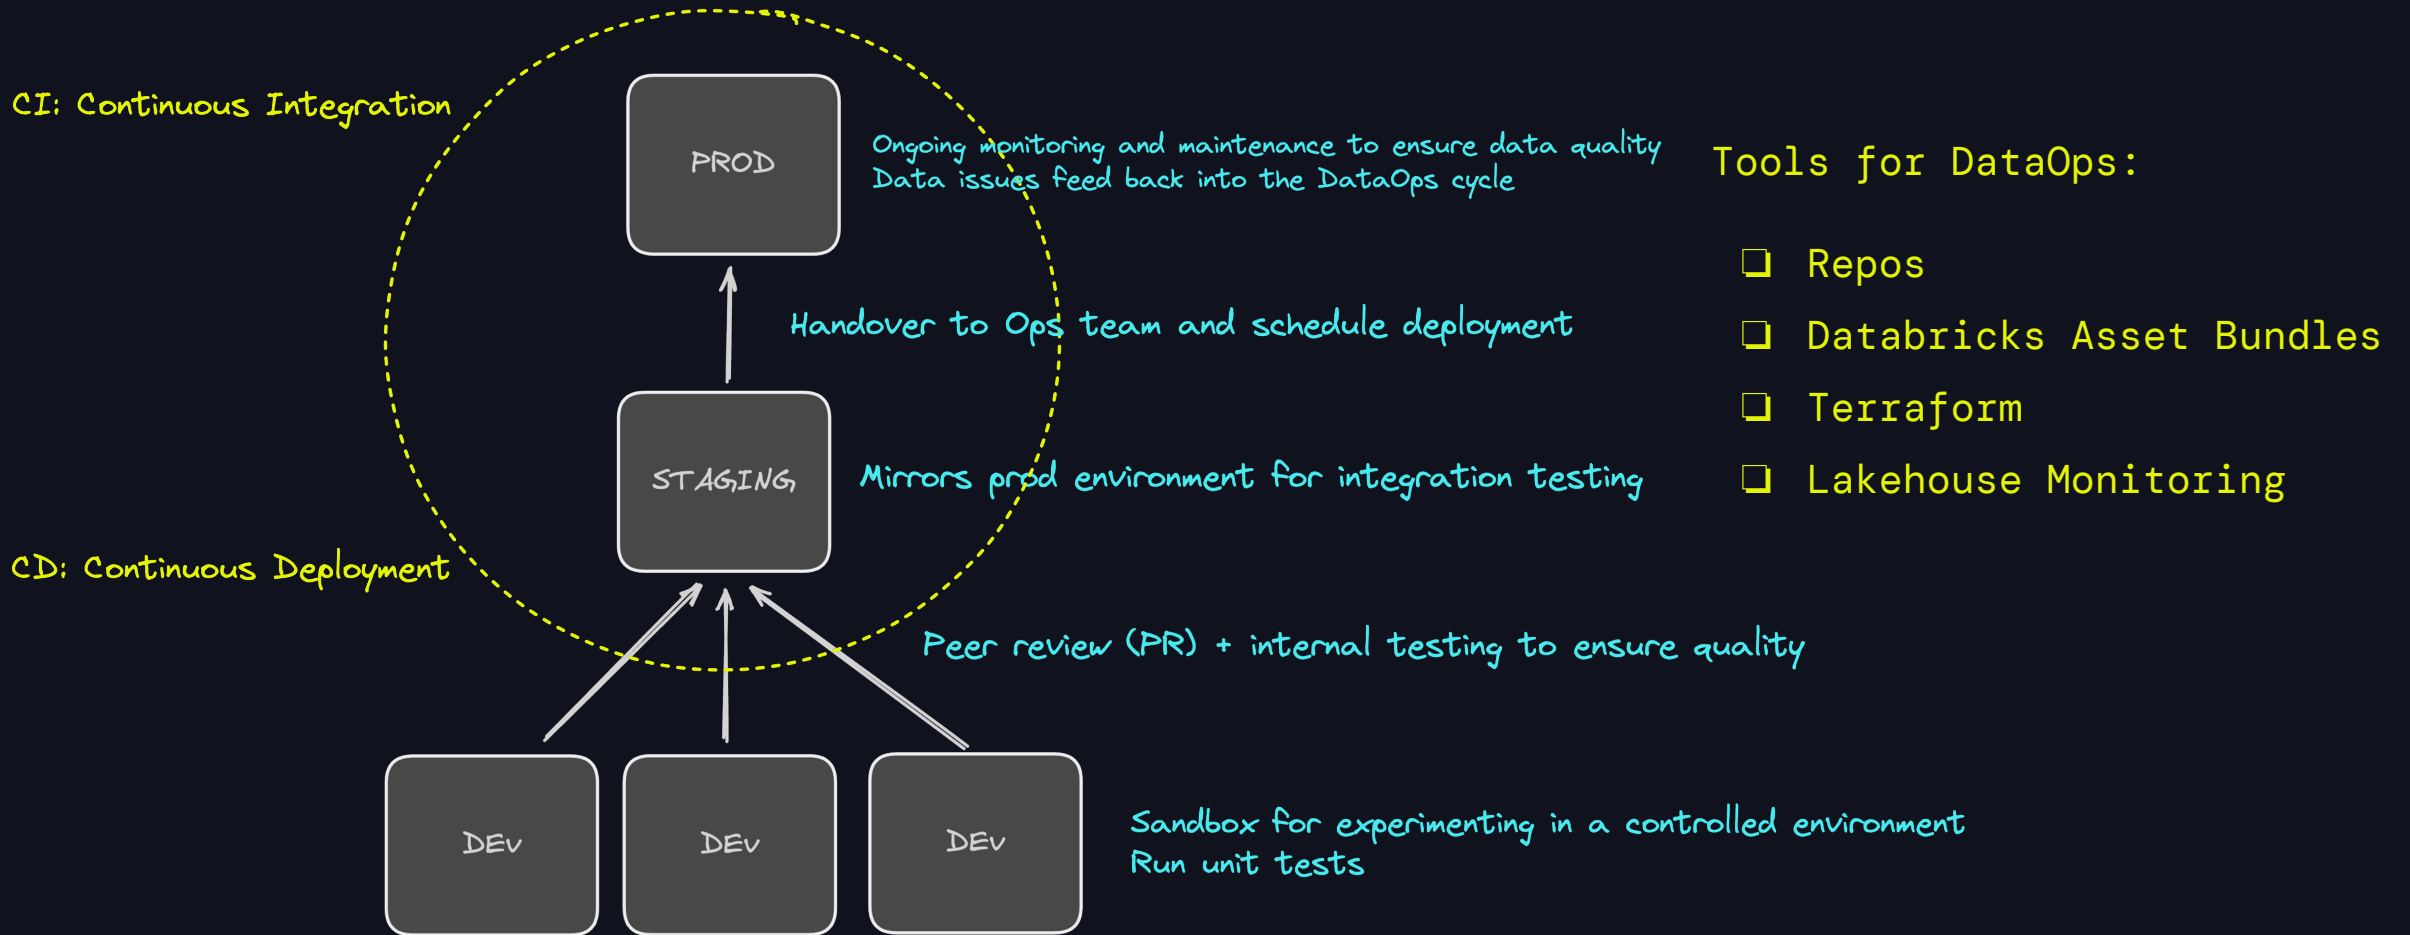 CI: Continuous Integration
PROD
Ongoing monitoring and maintenance to ensure data quality
Data issues feed back into the DataOps cycle
Handover to Ops team and schedule deployment
STAGING
Mirrors prod environment for integration testing
CD: Continuous Deployment
Peer review (PR) + internal testing to ensure quality
DEV
DEV
DEV
Sandbox for experimenting in a controlled environment
Run unit tests
Tools for DataOps:
❏ Repos
❏ Databricks Asset Bundles
❏ Terraform
❏ Lakehouse Monitoring